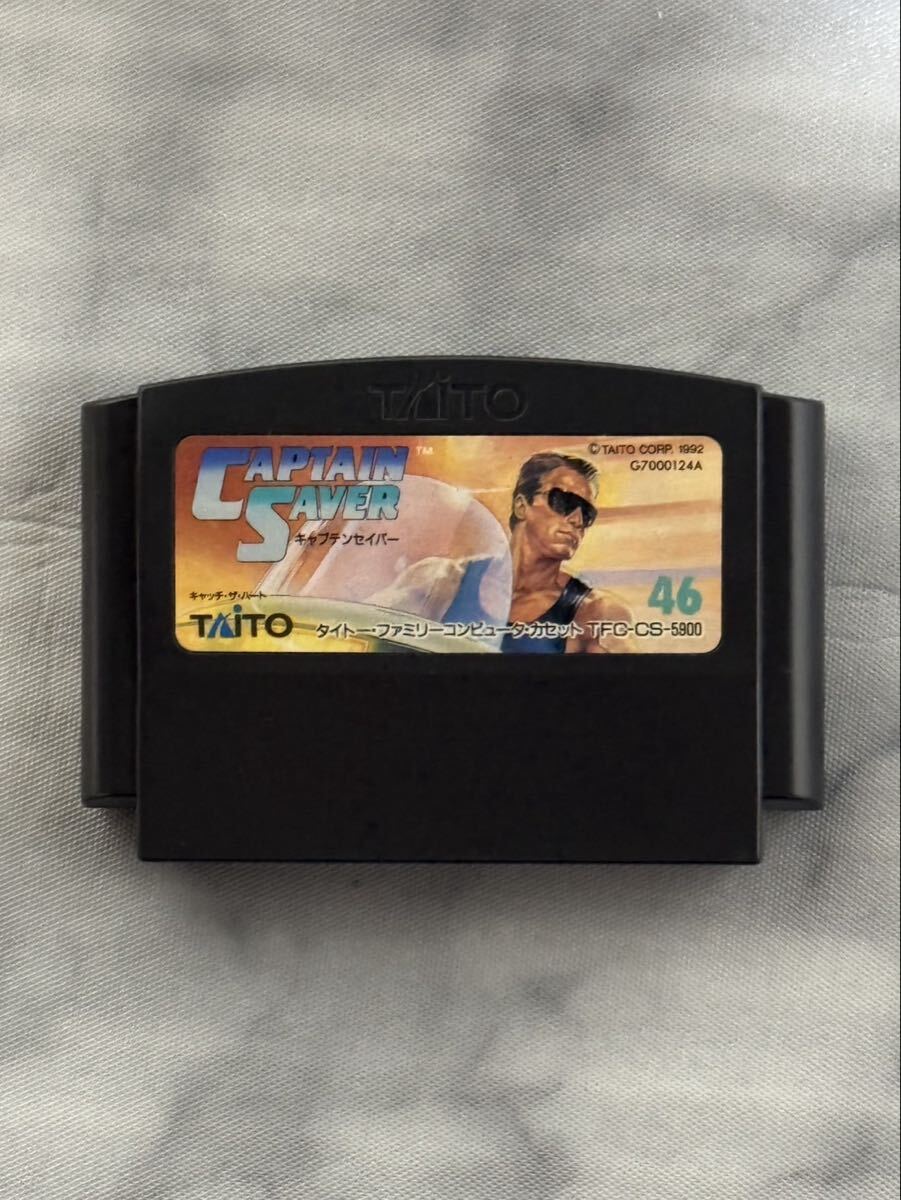 TAITO
CAPTAIN SAVER™
キャプテンセイバー
©TAITO CORP. 1992
G7000124A
46
キャッチ・ザ・ハート
TAITO
タイトー・ファミリーコンピュータ・カセット TFC-CS-5900